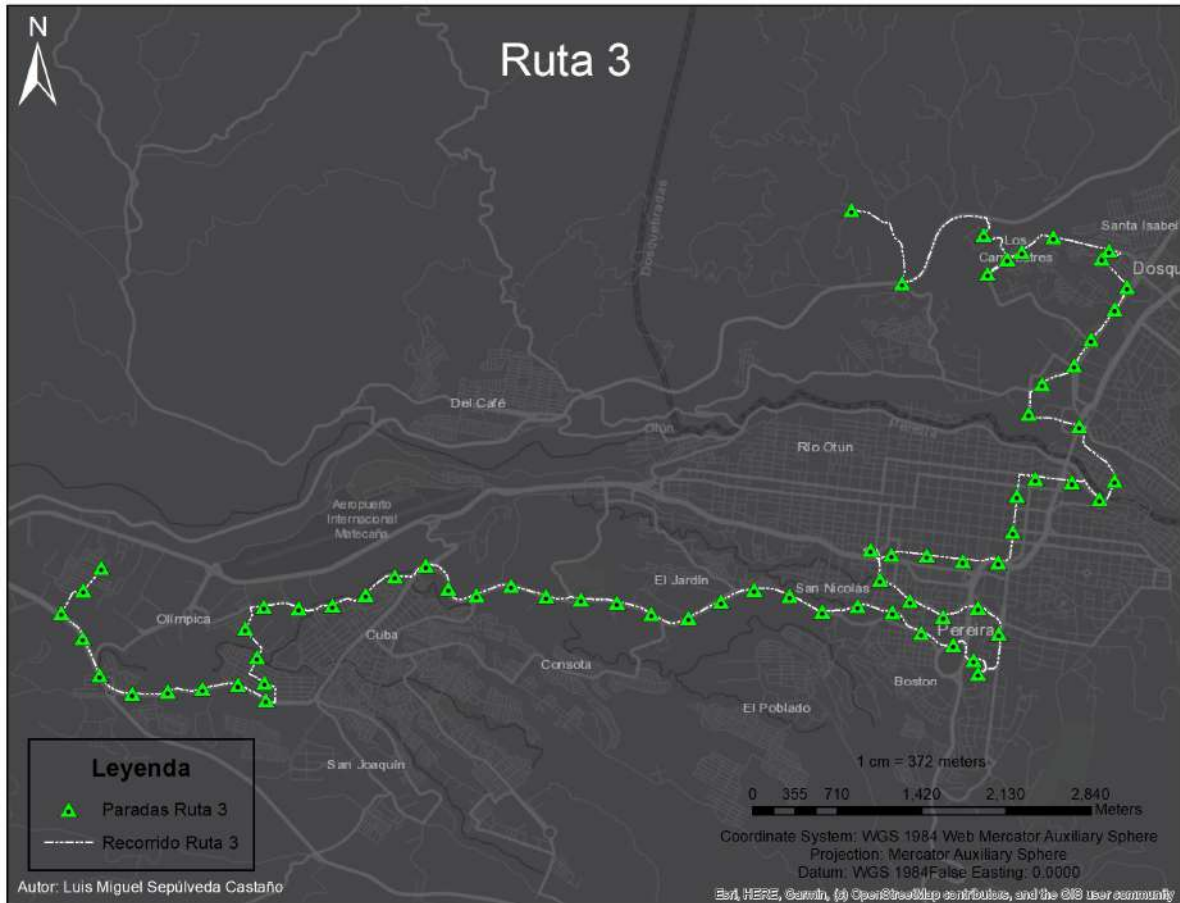 N
Ruta 3
Santa Isabel
Los
Dosqu
Dosquebradas
Del Café
Otún
Pereira
Río Otun
Aeropuerto
Internacional
Matecaña
El Jardín
San Nicolás
Olímpica
Cuba
Pereira
Consota
Boston
El Poblado
San Joaquín
1 cm = 372 meters
0 355 710 1,420 2,130 2,840
Meters
Leyenda
Paradas Ruta 3
Recorrido Ruta 3
Coordinate System: WGS 1984 Web Mercator Auxiliary Sphere
Projection: Mercator Auxiliary Sphere
Datum: WGS 1984False Easting: 0.0000
Autor: Luis Miguel Sepúlveda Castaño
Esri, HERE, Garmin, (c) OpenStreetMap contributors, and the GIS user community